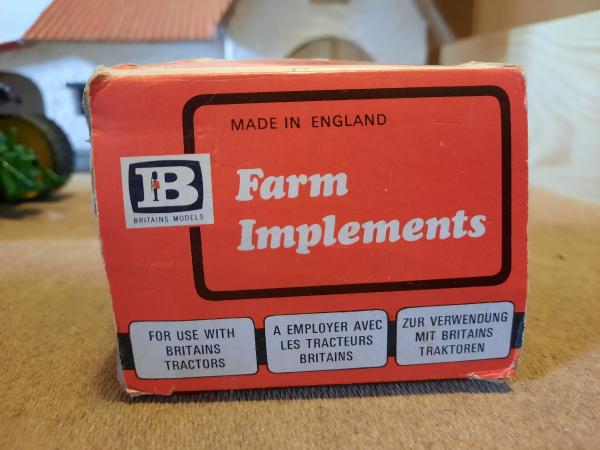 MADE IN ENGLAND
B
BRITAINS MODELS
Farm
Implements
FOR USE WITH
BRITAINS
TRACTORS
A EMPLOYER AVEC
LES TRACTEURS
BRITAINS
ZUR VERWENDUNG
MIT BRITAINS
TRAKTOREN